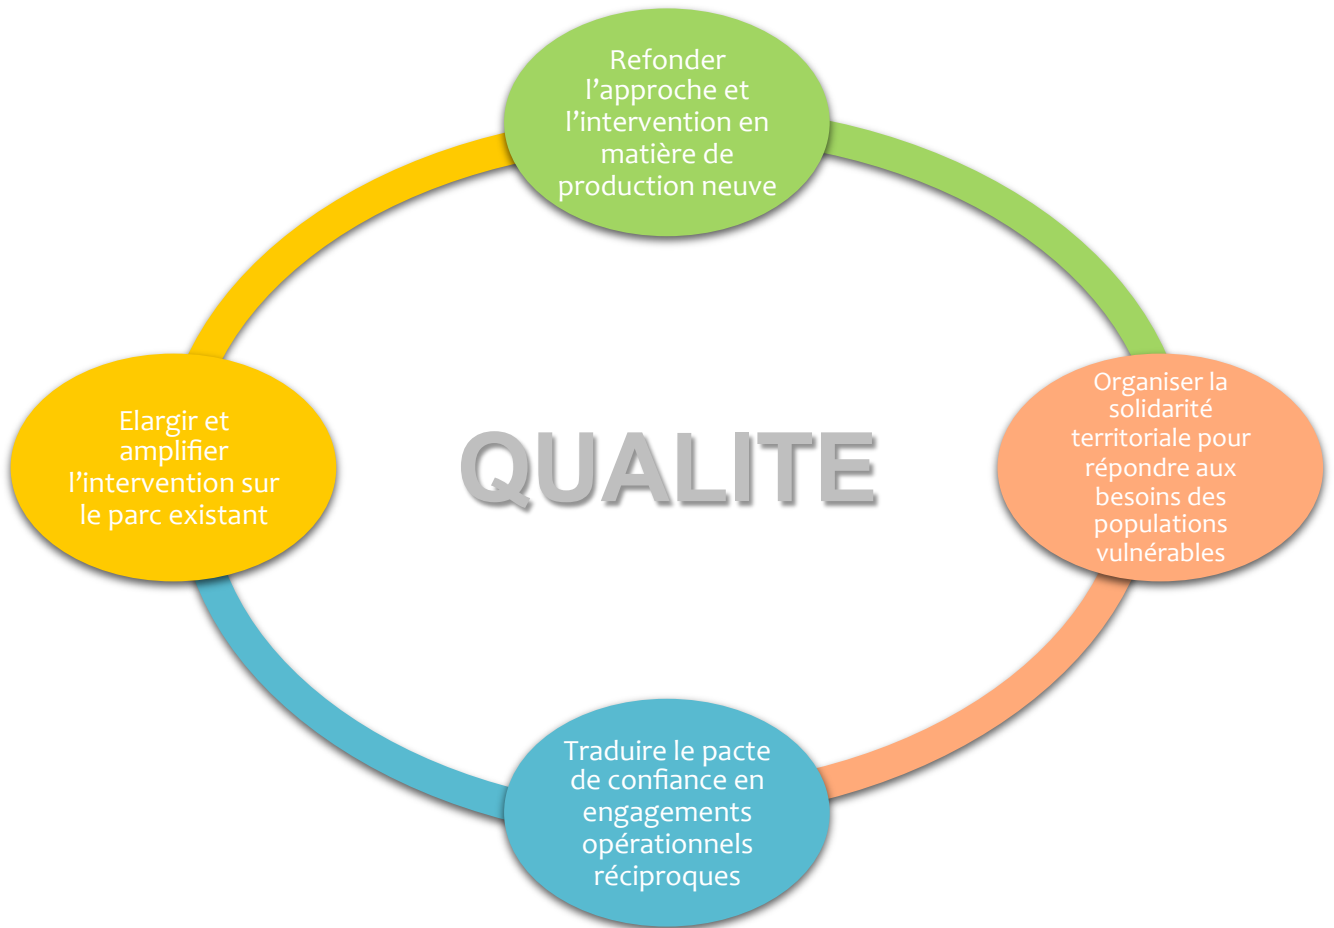 Refonder
l’approche et
l’intervention en
matière de
production neuve
Elargir et
amplifier
l’intervention sur
le parc existant
QUALITE
Organiser la
solidarité
territoriale pour
répondre aux
besoins des
populations
vulnérables
Traduire le pacte
de confiance en
engagements
opérationnels
réciproques